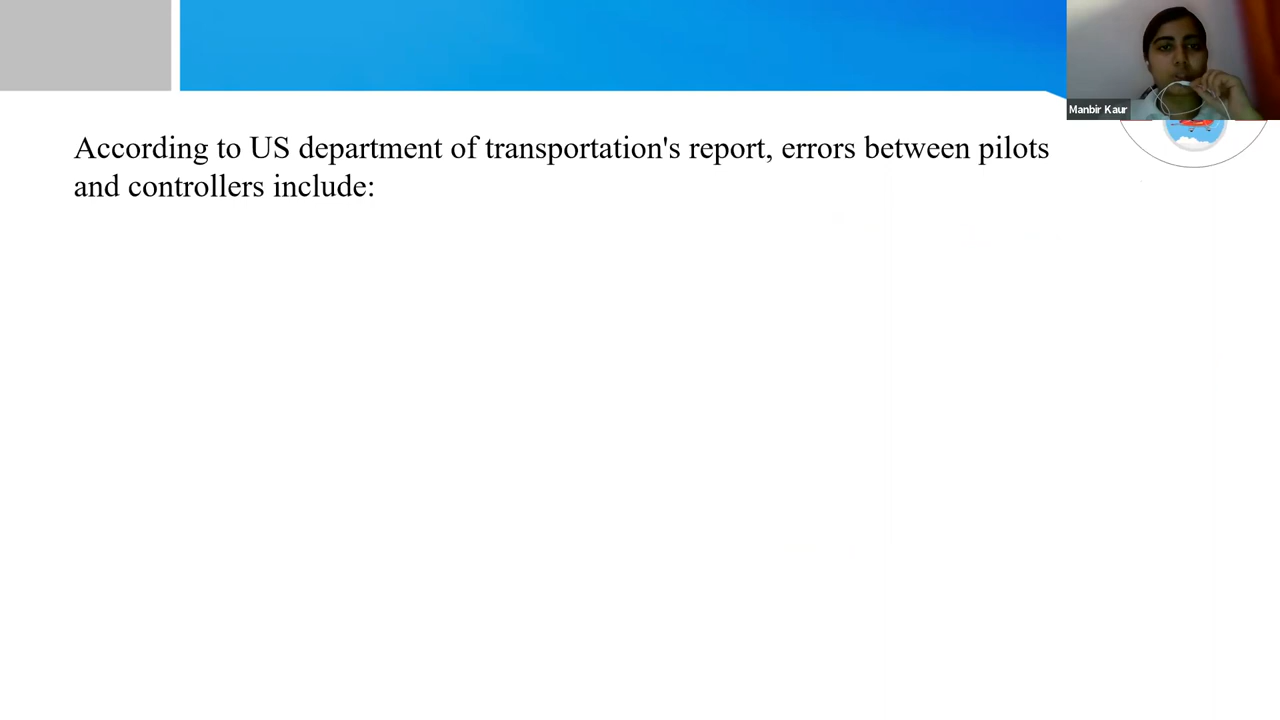 Manbir Kaur
According to US department of transportation's report, errors between pilots
and controllers include: